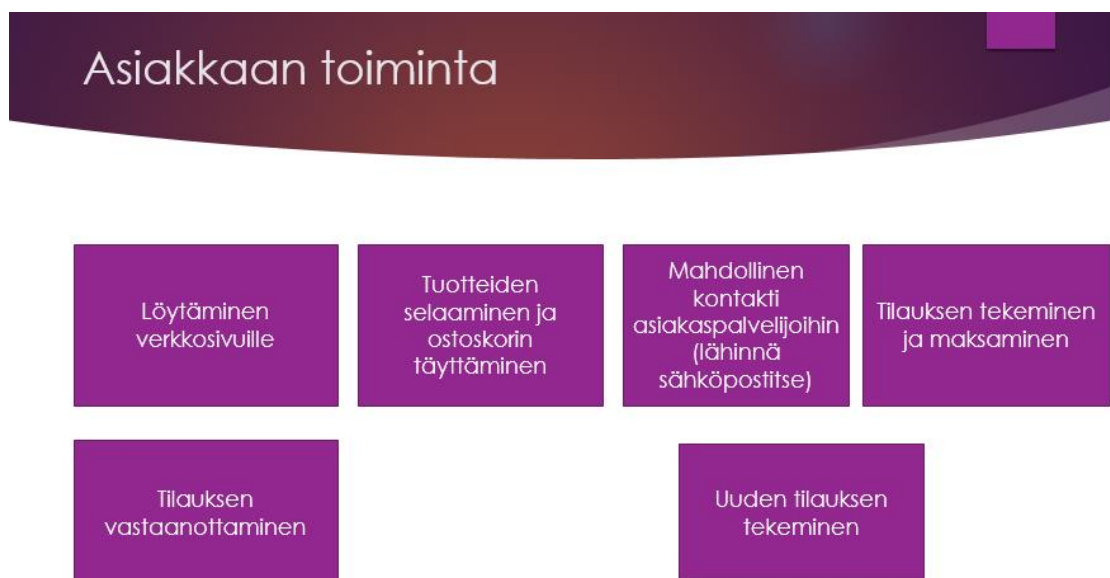 Asiakkaan toiminta
Löytäminen
verkkosivuille
Tuotteiden
selaaminen ja
ostoskorin
täyttäminen
Mahdollinen
kontakti
asiakaspalvelijoihin
(lähinnä
sähköpostitse)
Tilauksen tekeminen
ja maksaminen
Tilauksen
vastaanottaminen
Uuden tilauksen
tekeminen